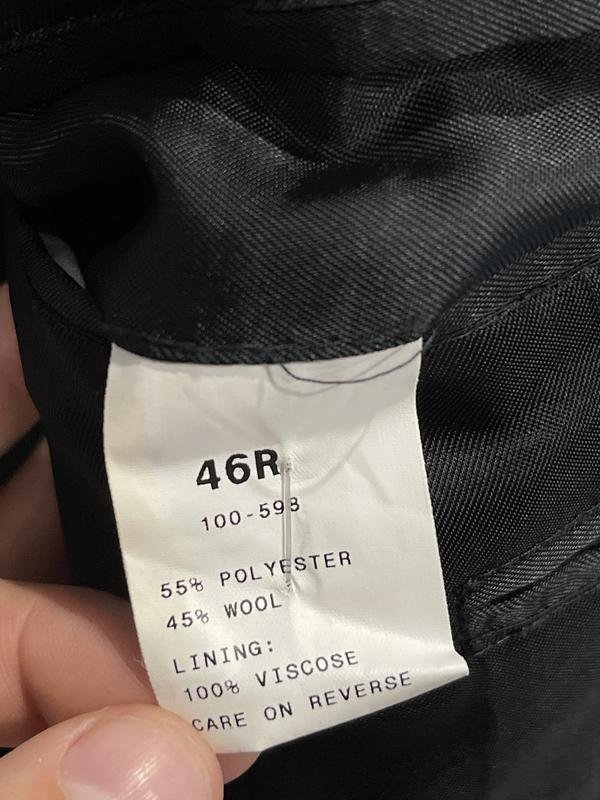 46R
100-598
55% POLYESTER
45% WOOL
LINING:
100% VISCOSE
CARE ON REVERSE